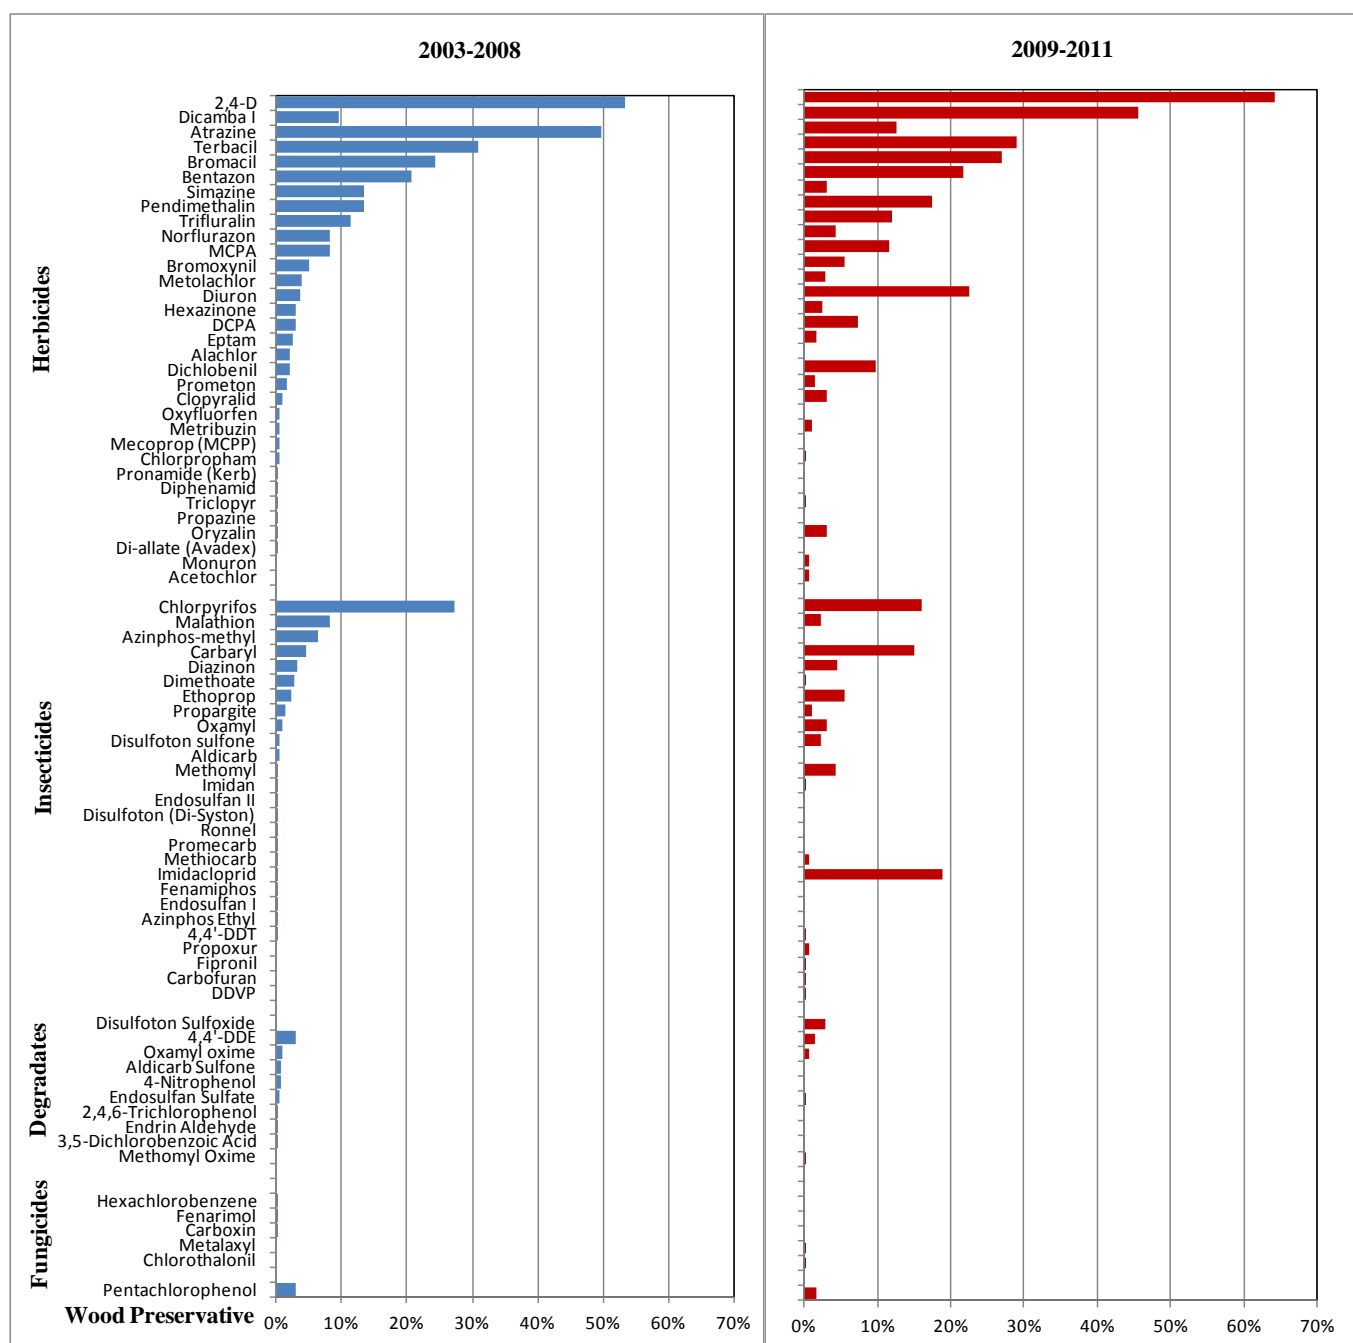 2003-2008
2009-2011
Herbicides
2,4-D
Dicamba I
Atrazine
Terbacil
Bromacil
Bentazon
Simazine
Pendimethalin
Trifluralin
Norflurazon
MCPA
Bromoxynil
Metolachlor
Diuron
Hexazinone
DCPA
Eptam
Alachlor
Dichlobenil
Prometon
Clopyralid
Oxyfluorfen
Metribuzin
Mecoprop (MCPP)
Chlorpropham
Pronamide (Kerb)
Diphenamid
Triclopyr
Propazine
Oryzalin
Di-allate (Avadex)
Monuron
Acetochlor
Insecticides
Chlorpyrifos
Malathion
Azinphos-methyl
Carbaryl
Diazinon
Dimethoate
Ethoprop
Propargite
Oxamyl
Disulfoton sulfone
Aldicarb
Methomyl
Imidan
Endosulfan II
Disulfoton (Di-Syston)
Ronnel
Promecarb
Methiocarb
Imidacloprid
Fenamiphos
Endosulfan I
Azinphos Ethyl
4,4'-DDT
Propoxur
Fipronil
Carbofuran
DDVP
Degradates
Disulfoton Sulfoxide
4,4'-DDE
Oxamyl oxime
Aldicarb Sulfone
4-Nitrophenol
Endosulfan Sulfate
2,4,6-Trichlorophenol
Endrin Aldehyde
3,5-Dichlorobenzoic Acid
Methomyl Oxime
Fungicides
Hexachlorobenzene
Fenarimol
Carboxin
Metalaxyl
Chlorothalonil
Pentachlorophenol
Wood Preservative
0% 10% 20% 30% 40% 50% 60% 70%
0% 10% 20% 30% 40% 50% 60% 70%